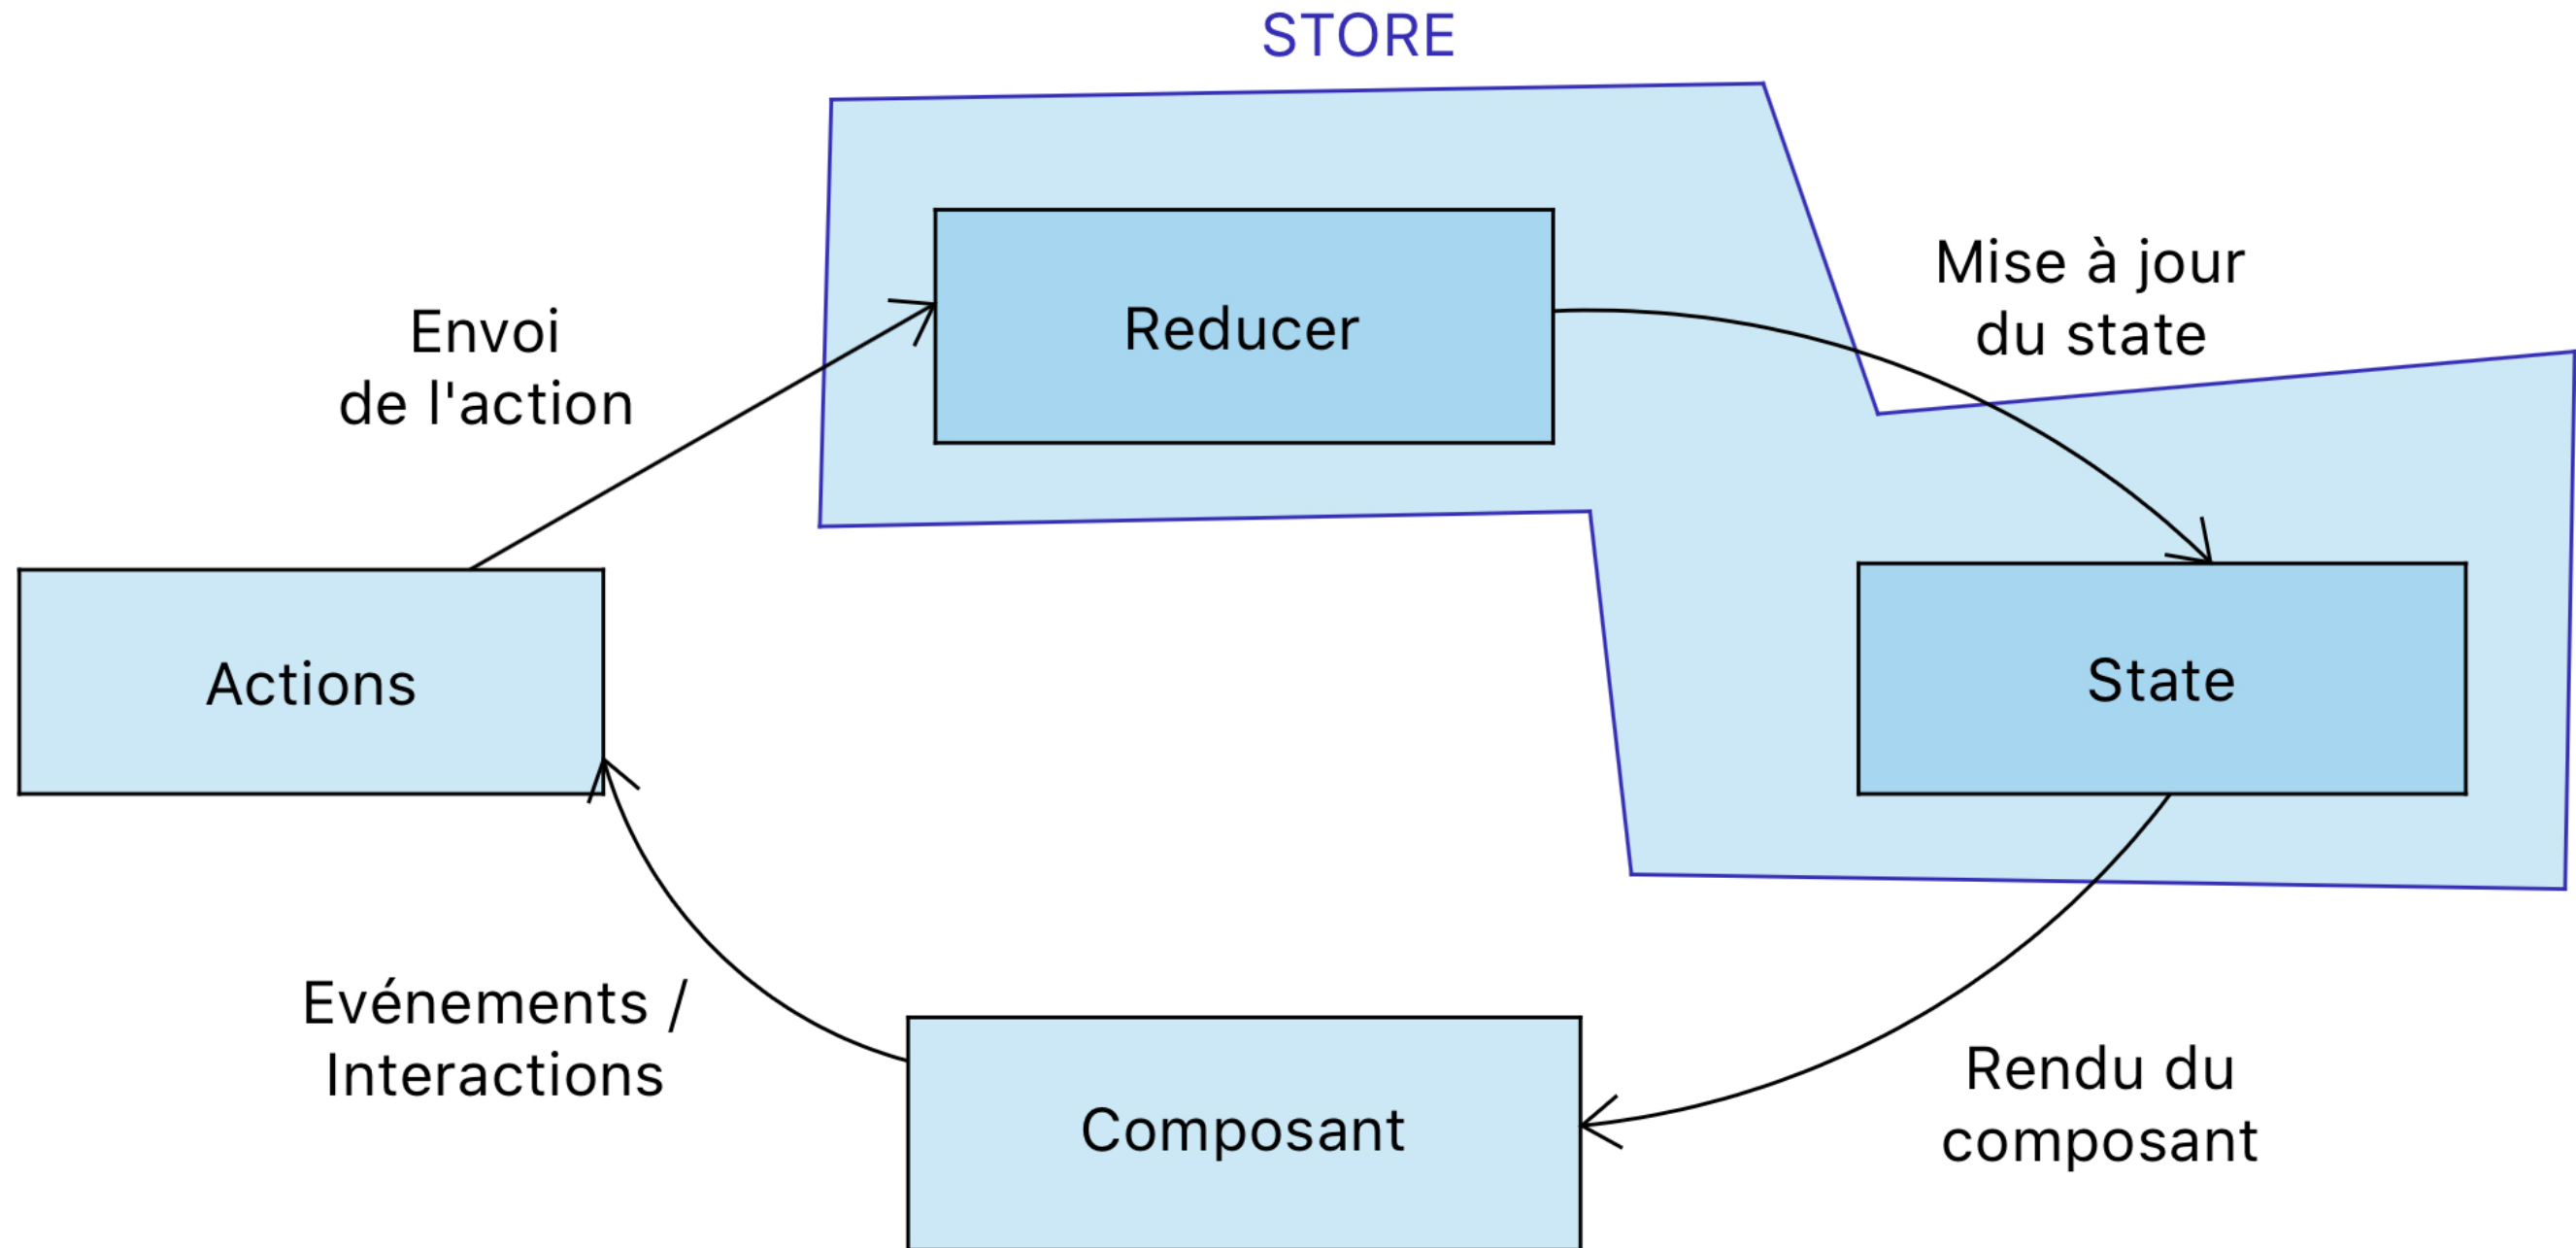 STORE
Mise à jour
du state
Reducer
Envoi
de l'action
Actions
State
Evénements /
Interactions
Rendu du
composant
Composant